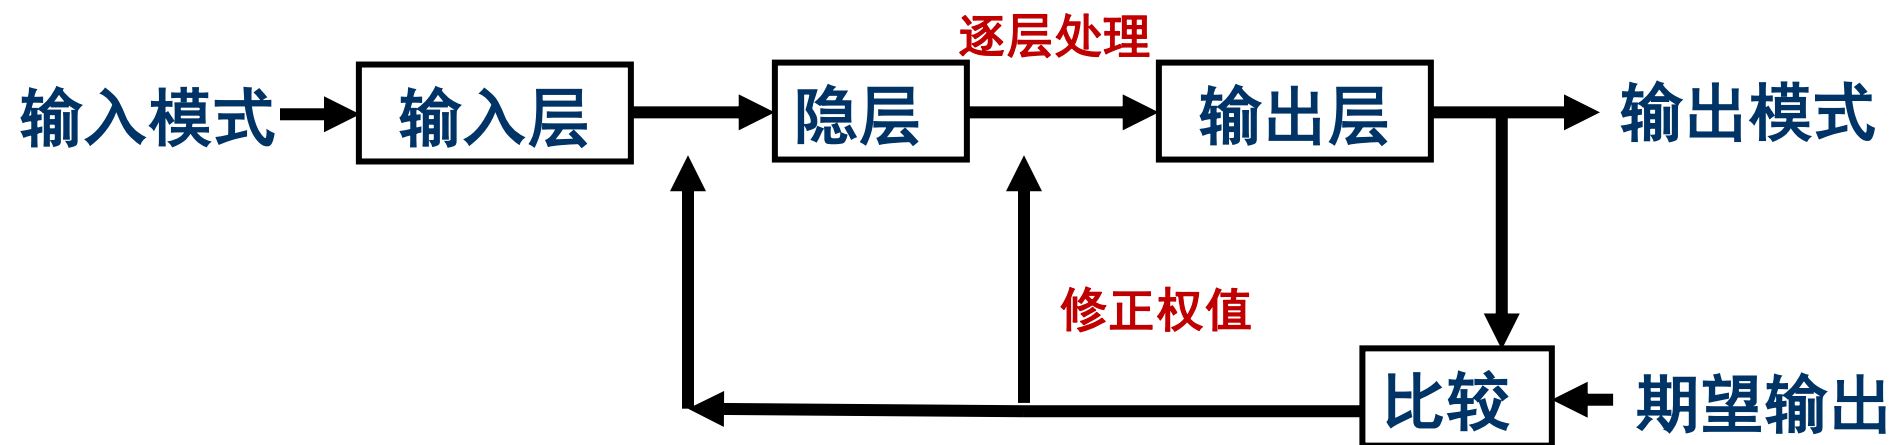 逐层处理
输入模式
输入层
隐层
输出层
输出模式
修正权值
比较
期望输出